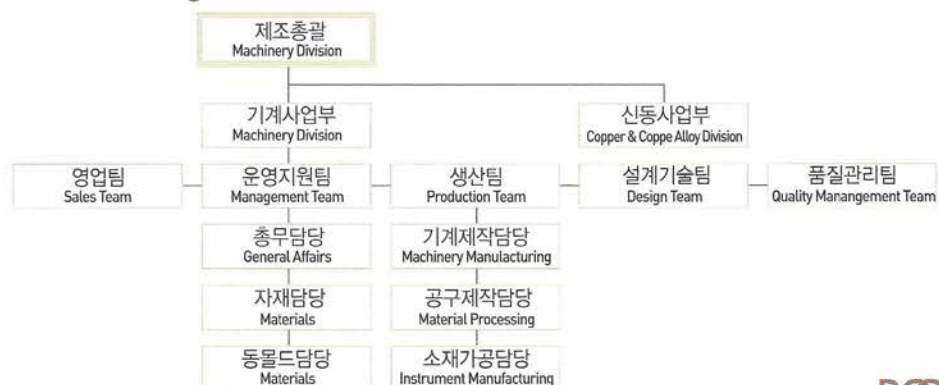 제조총괄
Machinery Division
기계사업부
Machinery Division
신동사업부
Copper & Coppe Alloy Division
영업팀
Sales Team
운영지원팀
Management Team
생산팀
Production Team
설계기술팀
Design Team
품질관리팀
Quality Manangement Team
총무담당
General Affairs
기계제작담당
Machinery Manulacturing
자재담당
Materials
공구제작담당
Material Processing
동몰드담당
Materials
소재가공담당
Instrument Manufacturing